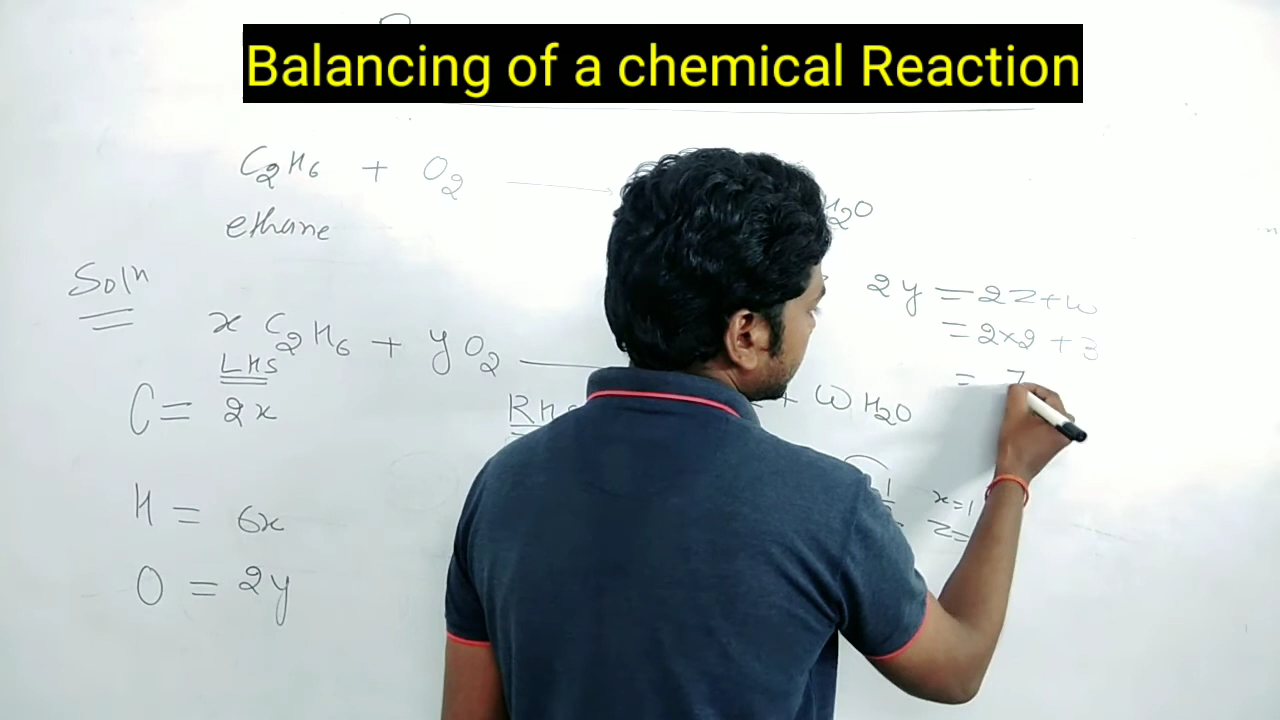 Balancing of a chemical Reaction
C2H6 + O2 → H2O
ethane
Soln
x C2H6 + y O2 — + W H2O
LHS
RHS
C = 2x
H = 6x
O = 2y
2y = 2Z+W
= 2×2 + 3
= 7
x=1
Z=